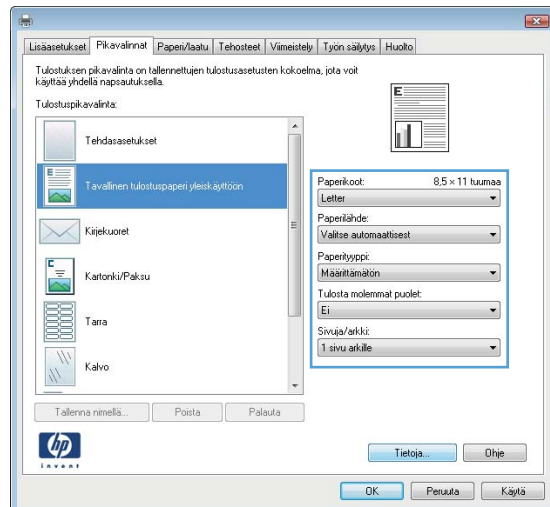 Lisäasetukset Pikavalinnat Paperi/laatu Tehosteet Viimeistely Työn säilytys Huolto
Tulostuksen pikavalinta on tallennettujen tulostusasetusten kokoelma, jota voit
käyttää yhdellä napsautuksella.
Tulostuspikavalinta:
Tehdasasetukset
Tavallinen tulostuspaperi yleiskäyttöön
Kirjekuoret
Kartonki/Paksu
Tarra
Kalvo
Tallenna nimellä... Poista Palauta
E
Paperikoot: 8,5 × 11 tuumaa
Letter
Paperilähde:
Valitse automaattisest
Paperityyppi:
Määrittämätön
Tulosta molemmat puolet:
Ei
Sivuja/arkki:
1 sivu arkille
hp
invent
Tietoja... Ohje
OK Peruuta Käytä